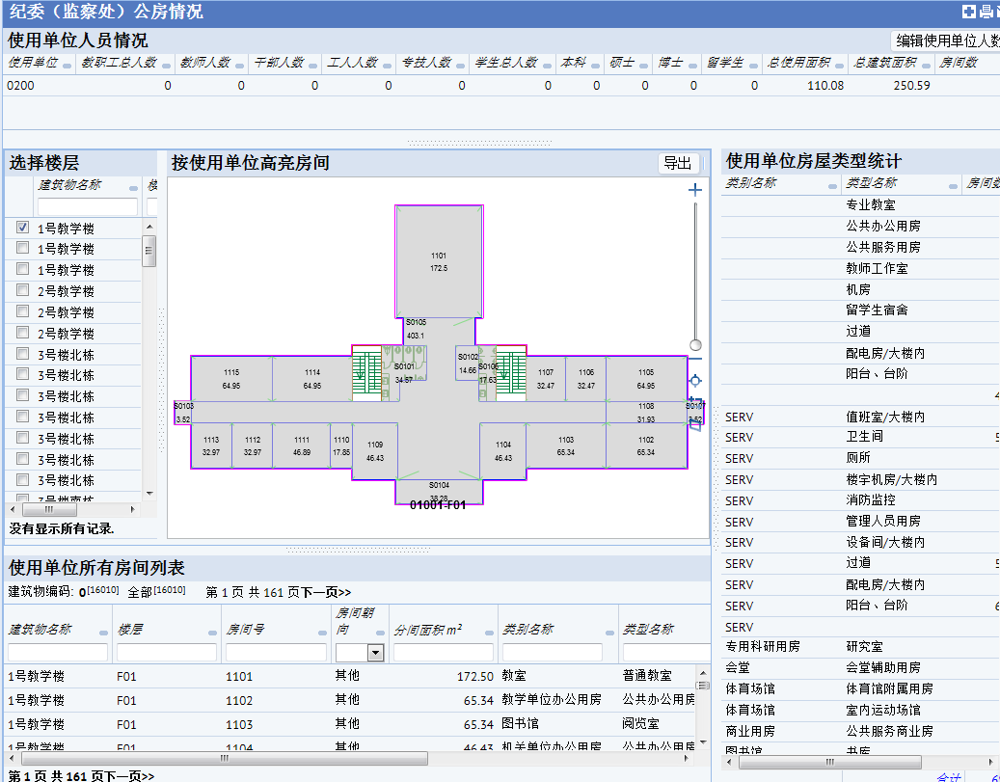 纪委（监察处）公房情况
使用单位人员情况
编辑使用单位人数
使用单位 教职工总人数 教师人数 干部人数 工人人数 专技人数 学生总人数 本科 硕士 博士 留学生 总使用面积 总建筑面积 房间数
0200 0 0 0 0 0 0 0 0 0 0 110.08 250.59
选择楼层
建筑物名称 楼
1号教学楼
1号教学楼
1号教学楼
2号教学楼
2号教学楼
2号教学楼
3号楼北栋
3号楼北栋
3号楼北栋
3号楼北栋
3号楼北栋
3号楼北栋
3号楼北栋
3号楼南栋
没有显示所有记录.
按使用单位高亮房间
导出
1101
172.5
S0105
403.1
S0101
34.67
S0102
14.66
S0106
17.63
1115
64.95
1114
64.95
1107
32.47
1106
32.47
1105
64.95
S0103
3.52
1108
31.93
S0107
3.52
1113
32.97
1112
32.97
1111
46.89
1110
17.85
1109
46.43
1104
46.43
1103
65.34
1102
65.34
S0104
38.28
01001-F01
使用单位房屋类型统计
类别名称 类型名称 房间数
专业教室
公共办公用房
公共服务用房
教师工作室
机房
留学生宿舍
过道
配电房/大楼内
阳台、台阶
4
SERV 值班室/大楼内
SERV 卫生间 5
SERV 厕所
SERV 楼宇机房/大楼内
SERV 消防监控
SERV 管理人员用房
SERV 设备间/大楼内
SERV 过道 5
SERV 配电房/大楼内
SERV 阳台、台阶 6
SERV
专用科研用房 研究室
会堂 会堂辅助用房
体育场馆 体育馆附属用房
体育场馆 室内运动场馆
商业用房 公共服务商业房
图书馆 书库
合计 69
使用单位所有房间列表
建筑物编码: 0[16010] 全部[16010] 第 1 页 共 161 页下一页>>
建筑物名称 楼层 房间号 房间朝向 分间面积 m² 类别名称 类型名称
1号教学楼 F01 1101 其他 172.50 教室 普通教室
1号教学楼 F01 1102 其他 65.34 教学单位办公用房 公共办公用房
1号教学楼 F01 1103 其他 65.34 图书馆 阅览室
1号教学楼 F01 1104 其他 46.43 机关单位办公用房 公共办公用房
第 1 页 共 161 页下一页>>